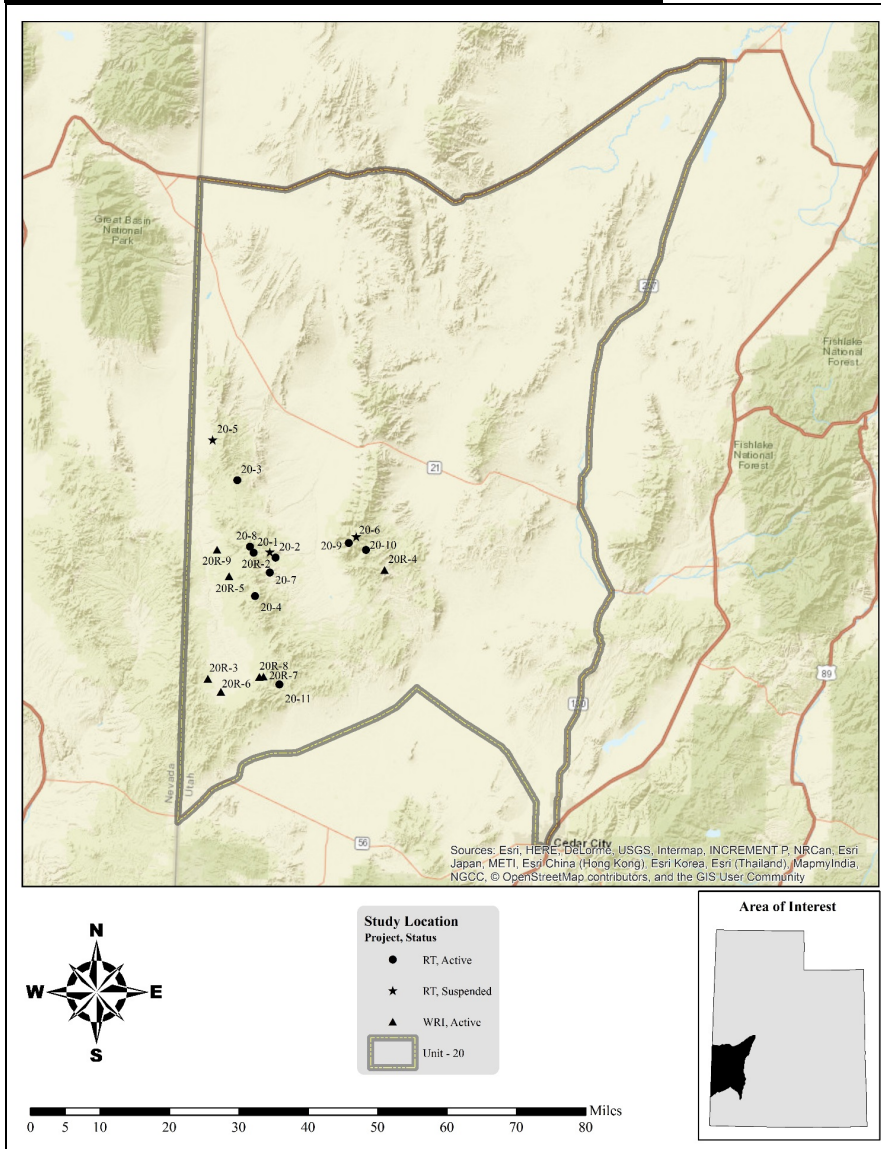 Great Basin
National
Park
257
Fishlake
National
Forest
20-5
20-3
Fishlake
National
Forest
21
20-8
20-1
20-2
20-9
20-6
20-10
20R-9
20R-2
20R-4
20R-5
20-7
20-4
20R-3
20R-8
20R-6
20R-7
20-11
89
130
Nevada
Utah
56
Cedar City
Sources: Esri, HERE, DeLorme, USGS, Intermap, INCREMENT P, NRCan, Esri
Japan, METI, Esri China (Hong Kong), Esri Korea, Esri (Thailand), MapmyIndia,
NGCC, © OpenStreetMap contributors, and the GIS User Community
N
W E
S
Study Location
Project, Status
RT, Active
RT, Suspended
WRI, Active
Unit - 20
Area of Interest
Miles
0 5 10 20 30 40 50 60 70 80